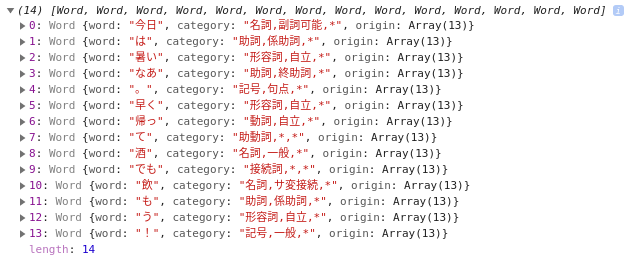 (14) [Word, Word, Word, Word, Word, Word, Word, Word, Word, Word, Word, Word, Word, Word]
0: Word {word: "今日", category: "名詞,副詞可能,*", origin: Array(13)}
1: Word {word: "は", category: "助詞,係助詞,*", origin: Array(13)}
2: Word {word: "暑い", category: "形容詞,自立,*", origin: Array(13)}
3: Word {word: "なあ", category: "助詞,終助詞,*", origin: Array(13)}
4: Word {word: "。", category: "記号,句点,*", origin: Array(13)}
5: Word {word: "早く", category: "形容詞,自立,*", origin: Array(13)}
6: Word {word: "帰っ", category: "動詞,自立,*", origin: Array(13)}
7: Word {word: "て", category: "助動詞,*,*", origin: Array(13)}
8: Word {word: "酒", category: "名詞,一般,*", origin: Array(13)}
9: Word {word: "でも", category: "接続詞,*,*", origin: Array(13)}
10: Word {word: "飲", category: "名詞,サ変接続,*", origin: Array(13)}
11: Word {word: "も", category: "助詞,係助詞,*", origin: Array(13)}
12: Word {word: "う", category: "形容詞,自立,*", origin: Array(13)}
13: Word {word: "！", category: "記号,一般,*", origin: Array(13)}
length: 14